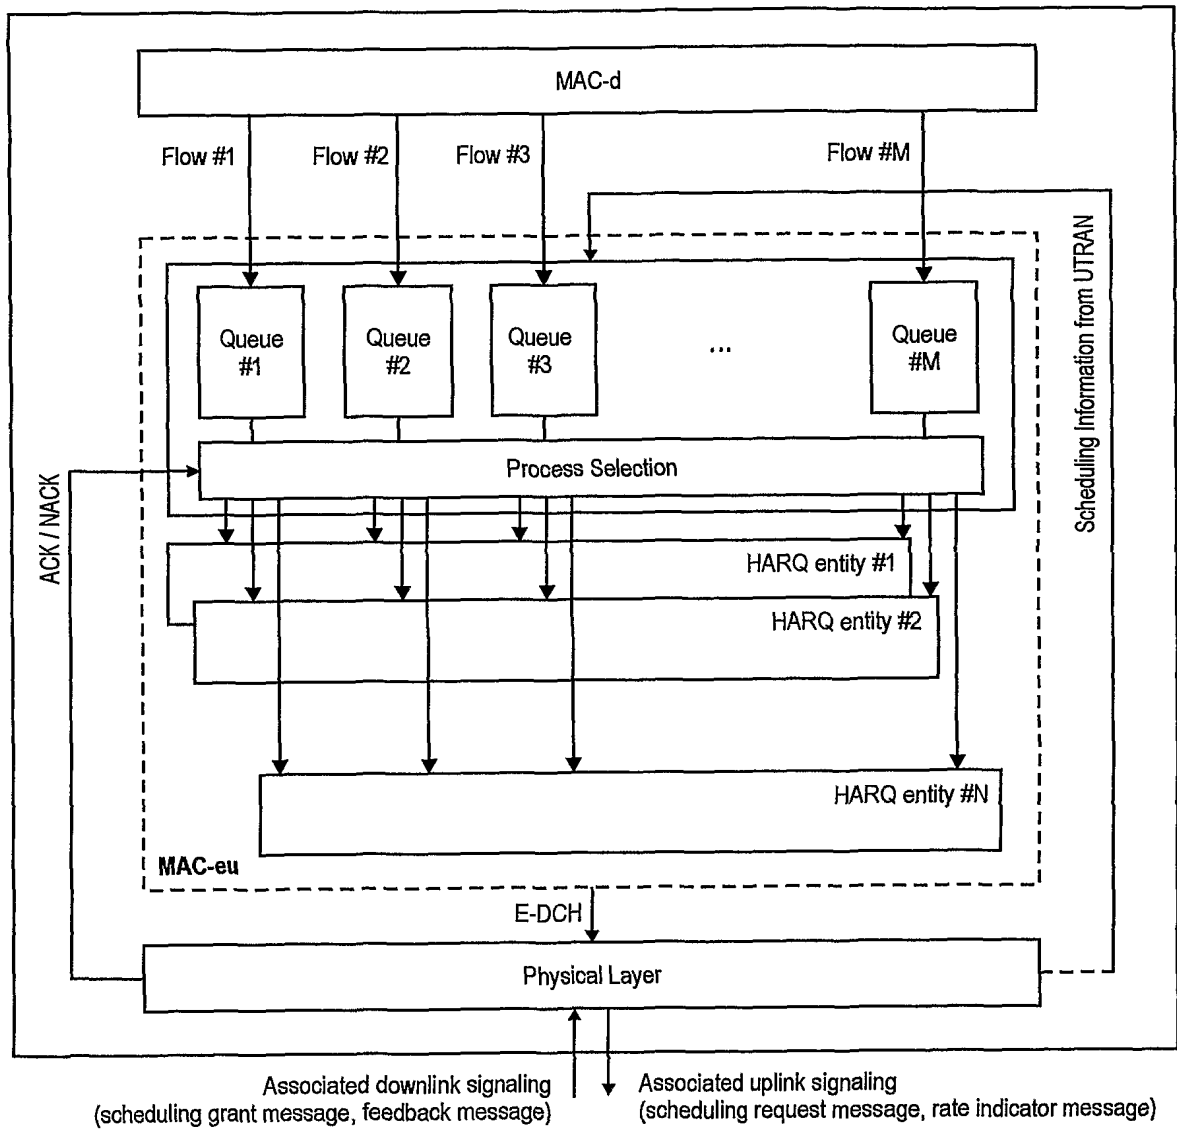 MAC-d
Flow #1
Flow #2
Flow #3
Flow #M
Scheduling Information from UTRAN
Queue
#1
Queue
#2
Queue
#3
...
Queue
#M
Process Selection
ACK / NACK
HARQ entity #1
HARQ entity #2
HARQ entity #N
MAC-eu
E-DCH
Physical Layer
Associated downlink signaling
(scheduling grant message, feedback message)
Associated uplink signaling
(scheduling request message, rate indicator message)